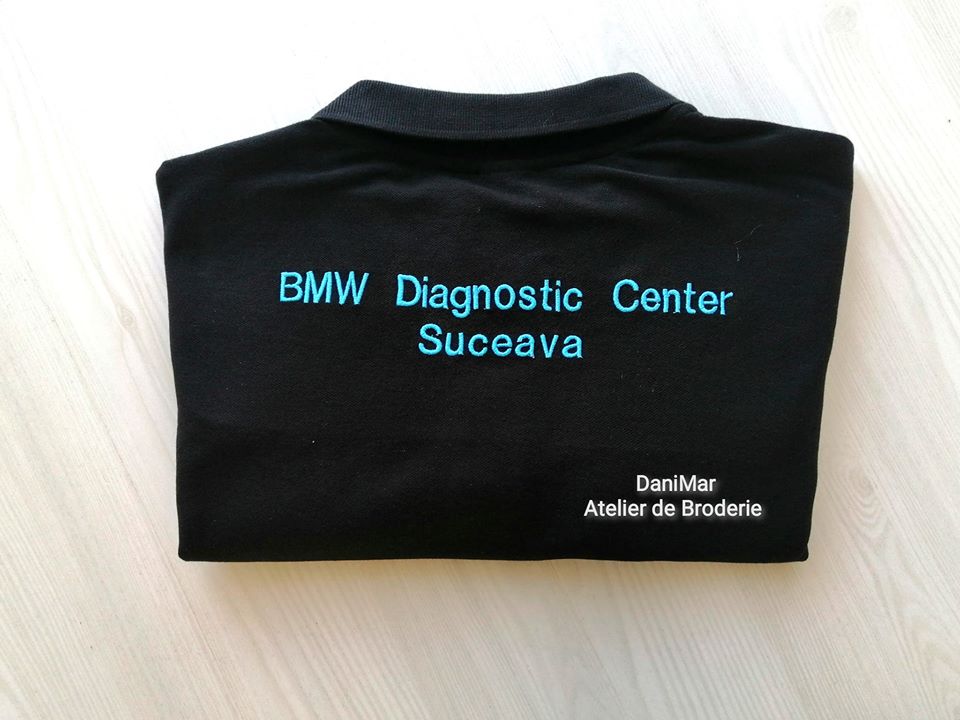 BMW Diagnostic Center
Suceava
DaniMar
Atelier de Broderie